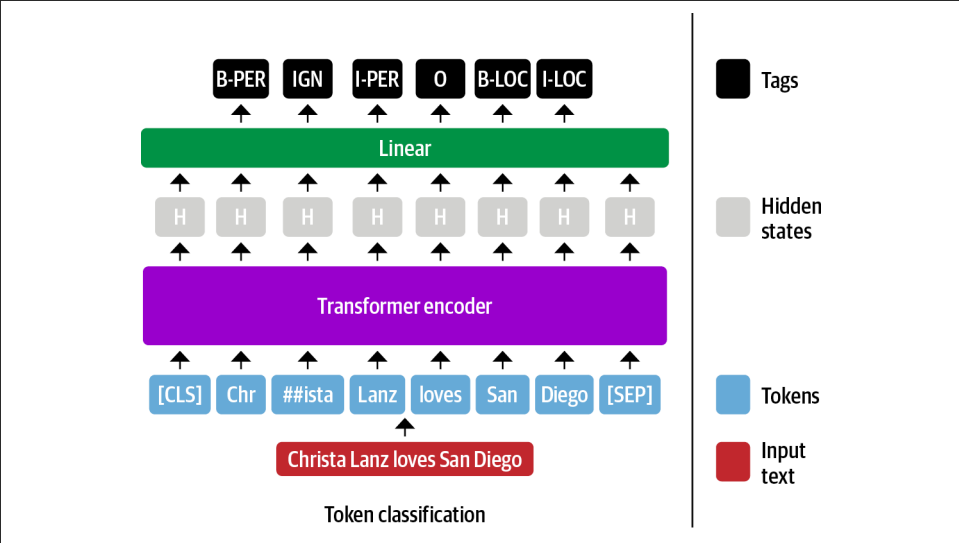 B-PER IGN I-PER O B-LOC I-LOC
Tags
Linear
H H H H H H H H
Hidden
states
Transformer encoder
[CLS] Chr ##ista Lanz loves San Diego [SEP]
Tokens
Christa Lanz loves San Diego
Input
text
Token classification